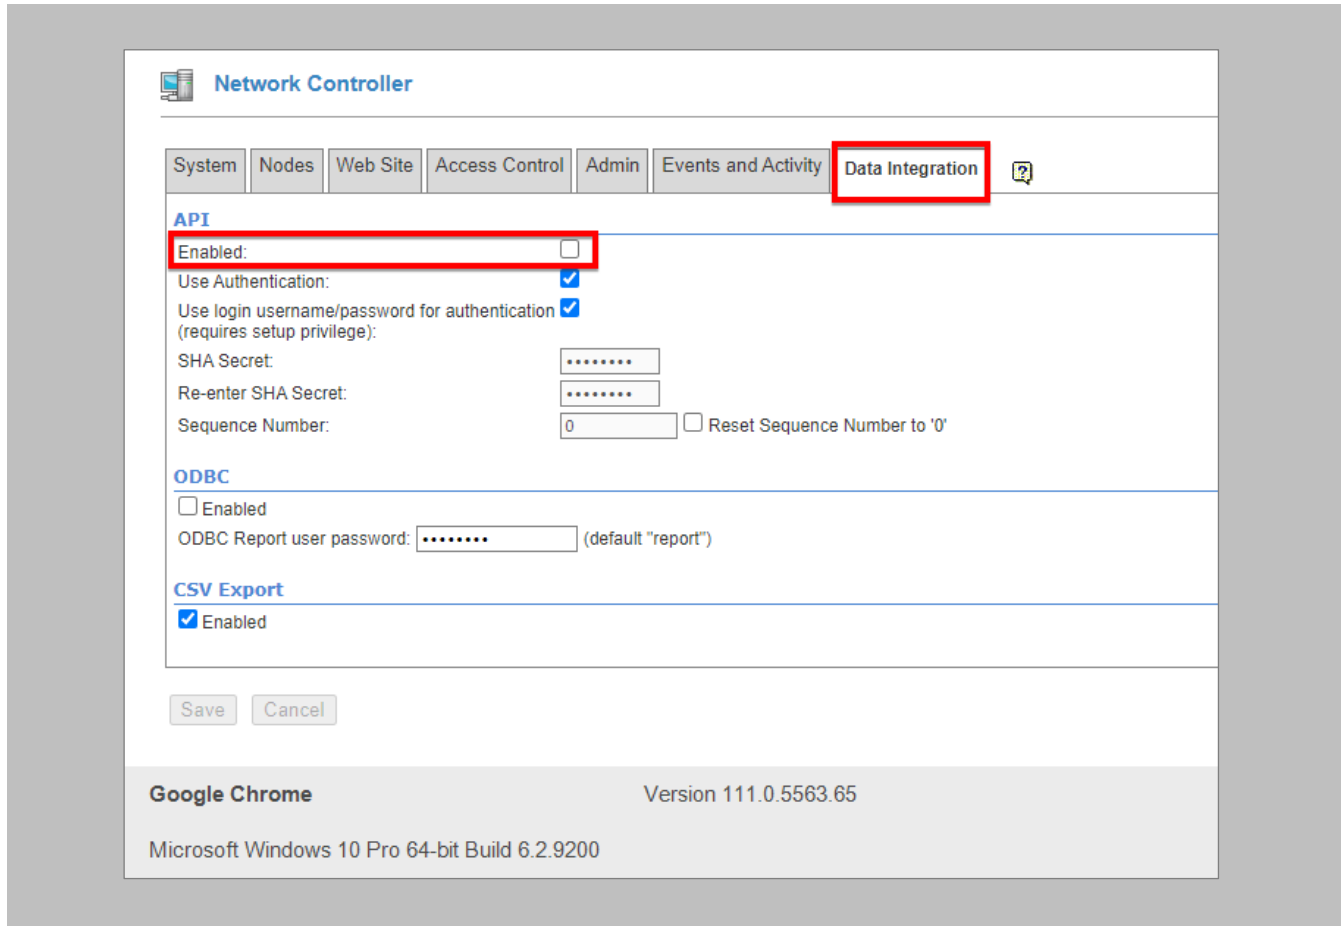 Network Controller
System Nodes Web Site Access Control Admin Events and Activity Data Integration
API
Enabled:
Use Authentication:
Use login username/password for authentication
(requires setup privilege):
SHA Secret: ••••••••
Re-enter SHA Secret: ••••••••
Sequence Number: 0 Reset Sequence Number to '0'
ODBC
Enabled
ODBC Report user password: •••••••• (default "report")
CSV Export
Enabled
Save Cancel
Google Chrome Version 111.0.5563.65
Microsoft Windows 10 Pro 64-bit Build 6.2.9200